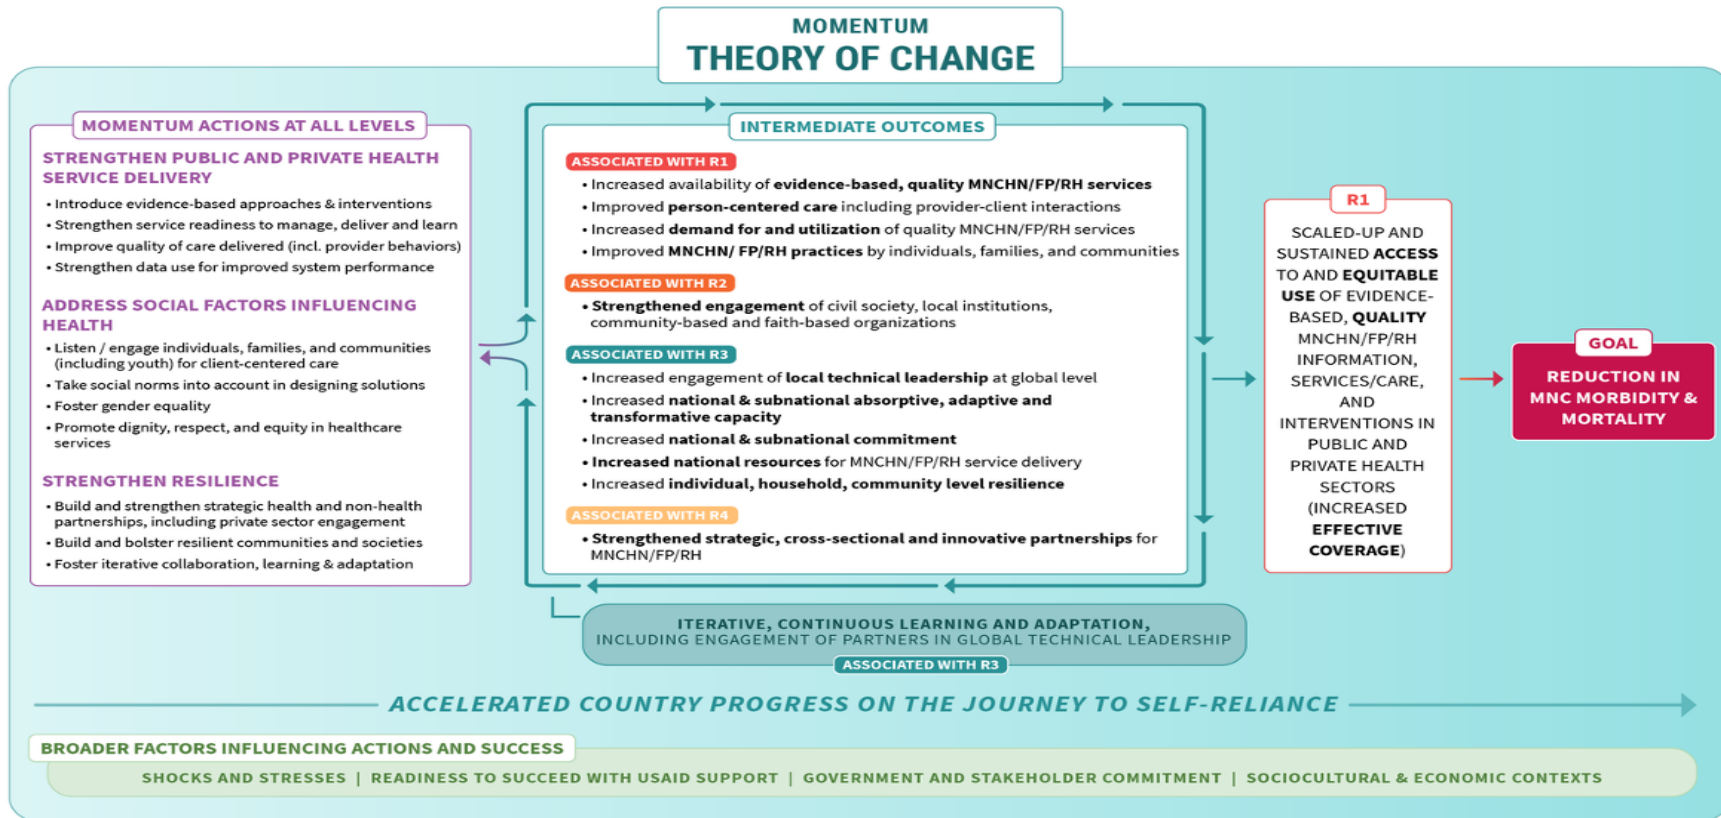 MOMENTUM
THEORY OF CHANGE
MOMENTUM ACTIONS AT ALL LEVELS
STRENGTHEN PUBLIC AND PRIVATE HEALTH
SERVICE DELIVERY
• Introduce evidence-based approaches & interventions
• Strengthen service readiness to manage, deliver and learn
• Improve quality of care delivered (incl. provider behaviors)
• Strengthen data use for improved system performance
ADDRESS SOCIAL FACTORS INFLUENCING
HEALTH
• Listen / engage individuals, families, and communities
(including youth) for client-centered care
• Take social norms into account in designing solutions
• Foster gender equality
• Promote dignity, respect, and equity in healthcare
services
STRENGTHEN RESILIENCE
• Build and strengthen strategic health and non-health
partnerships, including private sector engagement
• Build and bolster resilient communities and societies
• Foster iterative collaboration, learning & adaptation
INTERMEDIATE OUTCOMES
ASSOCIATED WITH R1
• Increased availability of evidence-based, quality MNCHN/FP/RH services
• Improved person-centered care including provider-client interactions
• Increased demand for and utilization of quality MNCHN/FP/RH services
• Improved MNCHN/ FP/RH practices by individuals, families, and communities
ASSOCIATED WITH R2
• Strengthened engagement of civil society, local institutions,
community-based and faith-based organizations
ASSOCIATED WITH R3
• Increased engagement of local technical leadership at global level
• Increased national & subnational absorptive, adaptive and
transformative capacity
• Increased national & subnational commitment
• Increased national resources for MNCHN/FP/RH service delivery
• Increased individual, household, community level resilience
ASSOCIATED WITH R4
• Strengthened strategic, cross-sectional and innovative partnerships for
MNCHN/FP/RH
ITERATIVE, CONTINUOUS LEARNING AND ADAPTATION,
INCLUDING ENGAGEMENT OF PARTNERS IN GLOBAL TECHNICAL LEADERSHIP
ASSOCIATED WITH R3
R1
SCALED-UP AND
SUSTAINED ACCESS
TO AND EQUITABLE
USE OF EVIDENCE-
BASED, QUALITY
MNCHN/FP/RH
INFORMATION,
SERVICES/CARE,
AND
INTERVENTIONS IN
PUBLIC AND
PRIVATE HEALTH
SECTORS
(INCREASED
EFFECTIVE
COVERAGE)
GOAL
REDUCTION IN
MNC MORBIDITY &
MORTALITY
ACCELERATED COUNTRY PROGRESS ON THE JOURNEY TO SELF-RELIANCE
BROADER FACTORS INFLUENCING ACTIONS AND SUCCESS
SHOCKS AND STRESSES | READINESS TO SUCCEED WITH USAID SUPPORT | GOVERNMENT AND STAKEHOLDER COMMITMENT | SOCIOCULTURAL & ECONOMIC CONTEXTS